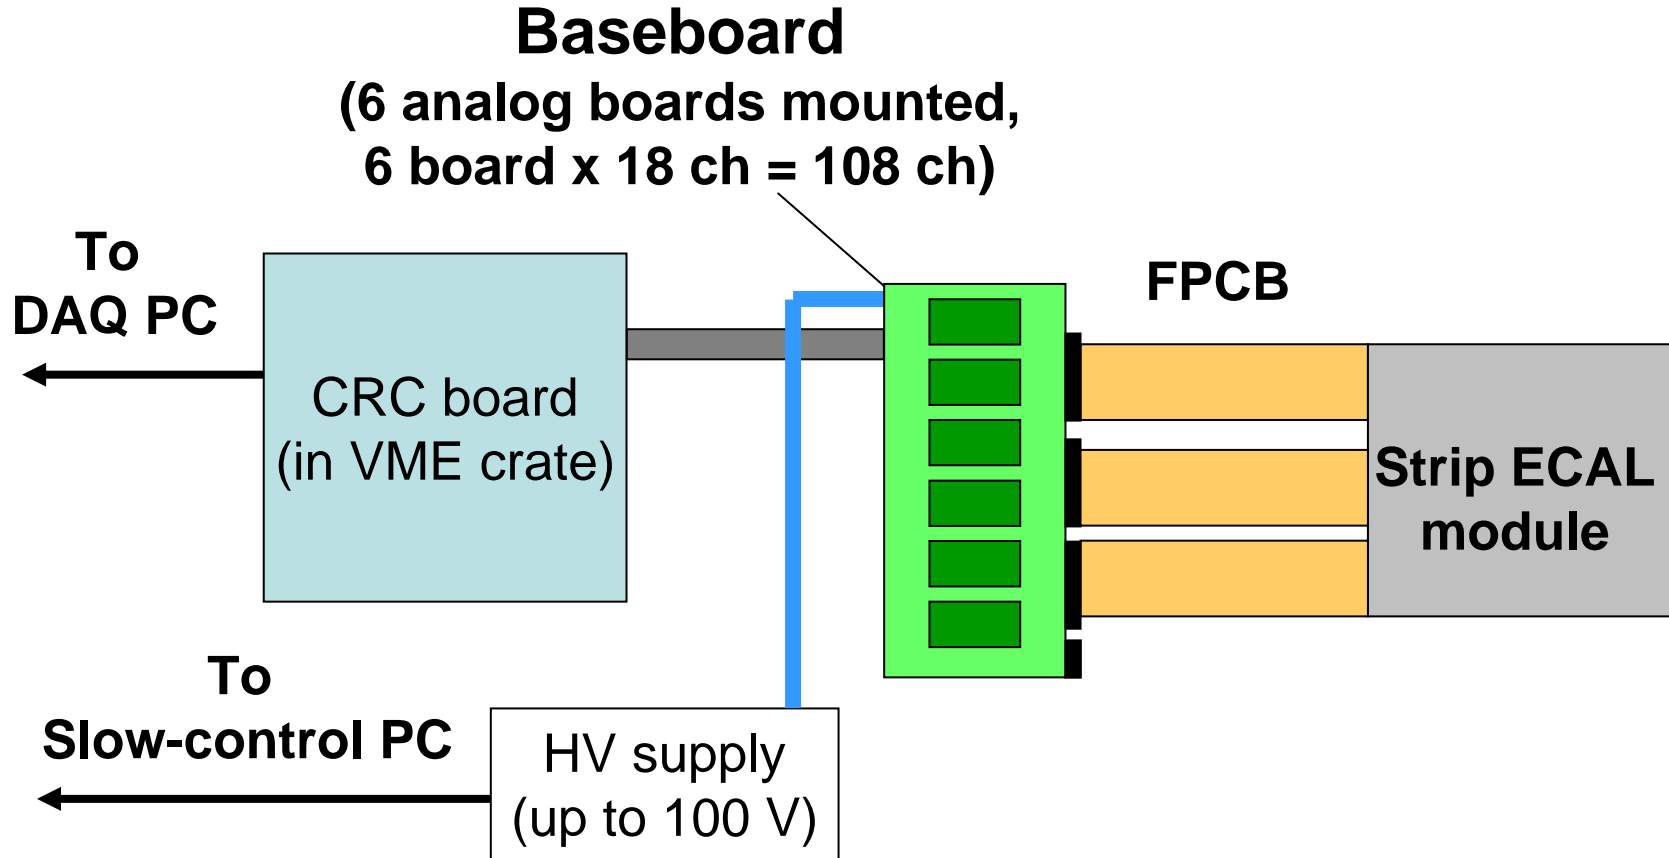 Baseboard
(6 analog boards mounted,
6 board x 18 ch = 108 ch)
To
DAQ PC
CRC board
(in VME crate)
FPCB
Strip ECAL
module
To
Slow-control PC
HV supply
(up to 100 V)